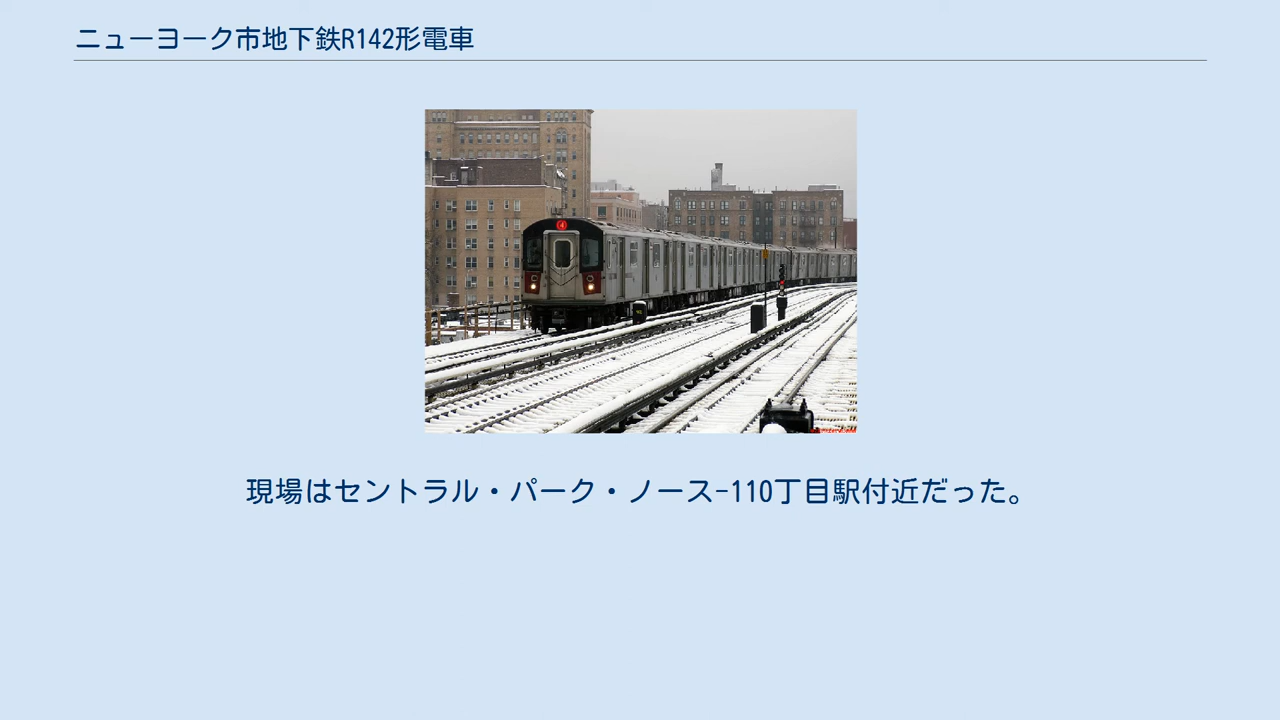 ニューヨーク市地下鉄R142形電車
4
現場はセントラル・パーク・ノース-110丁目駅付近だった。